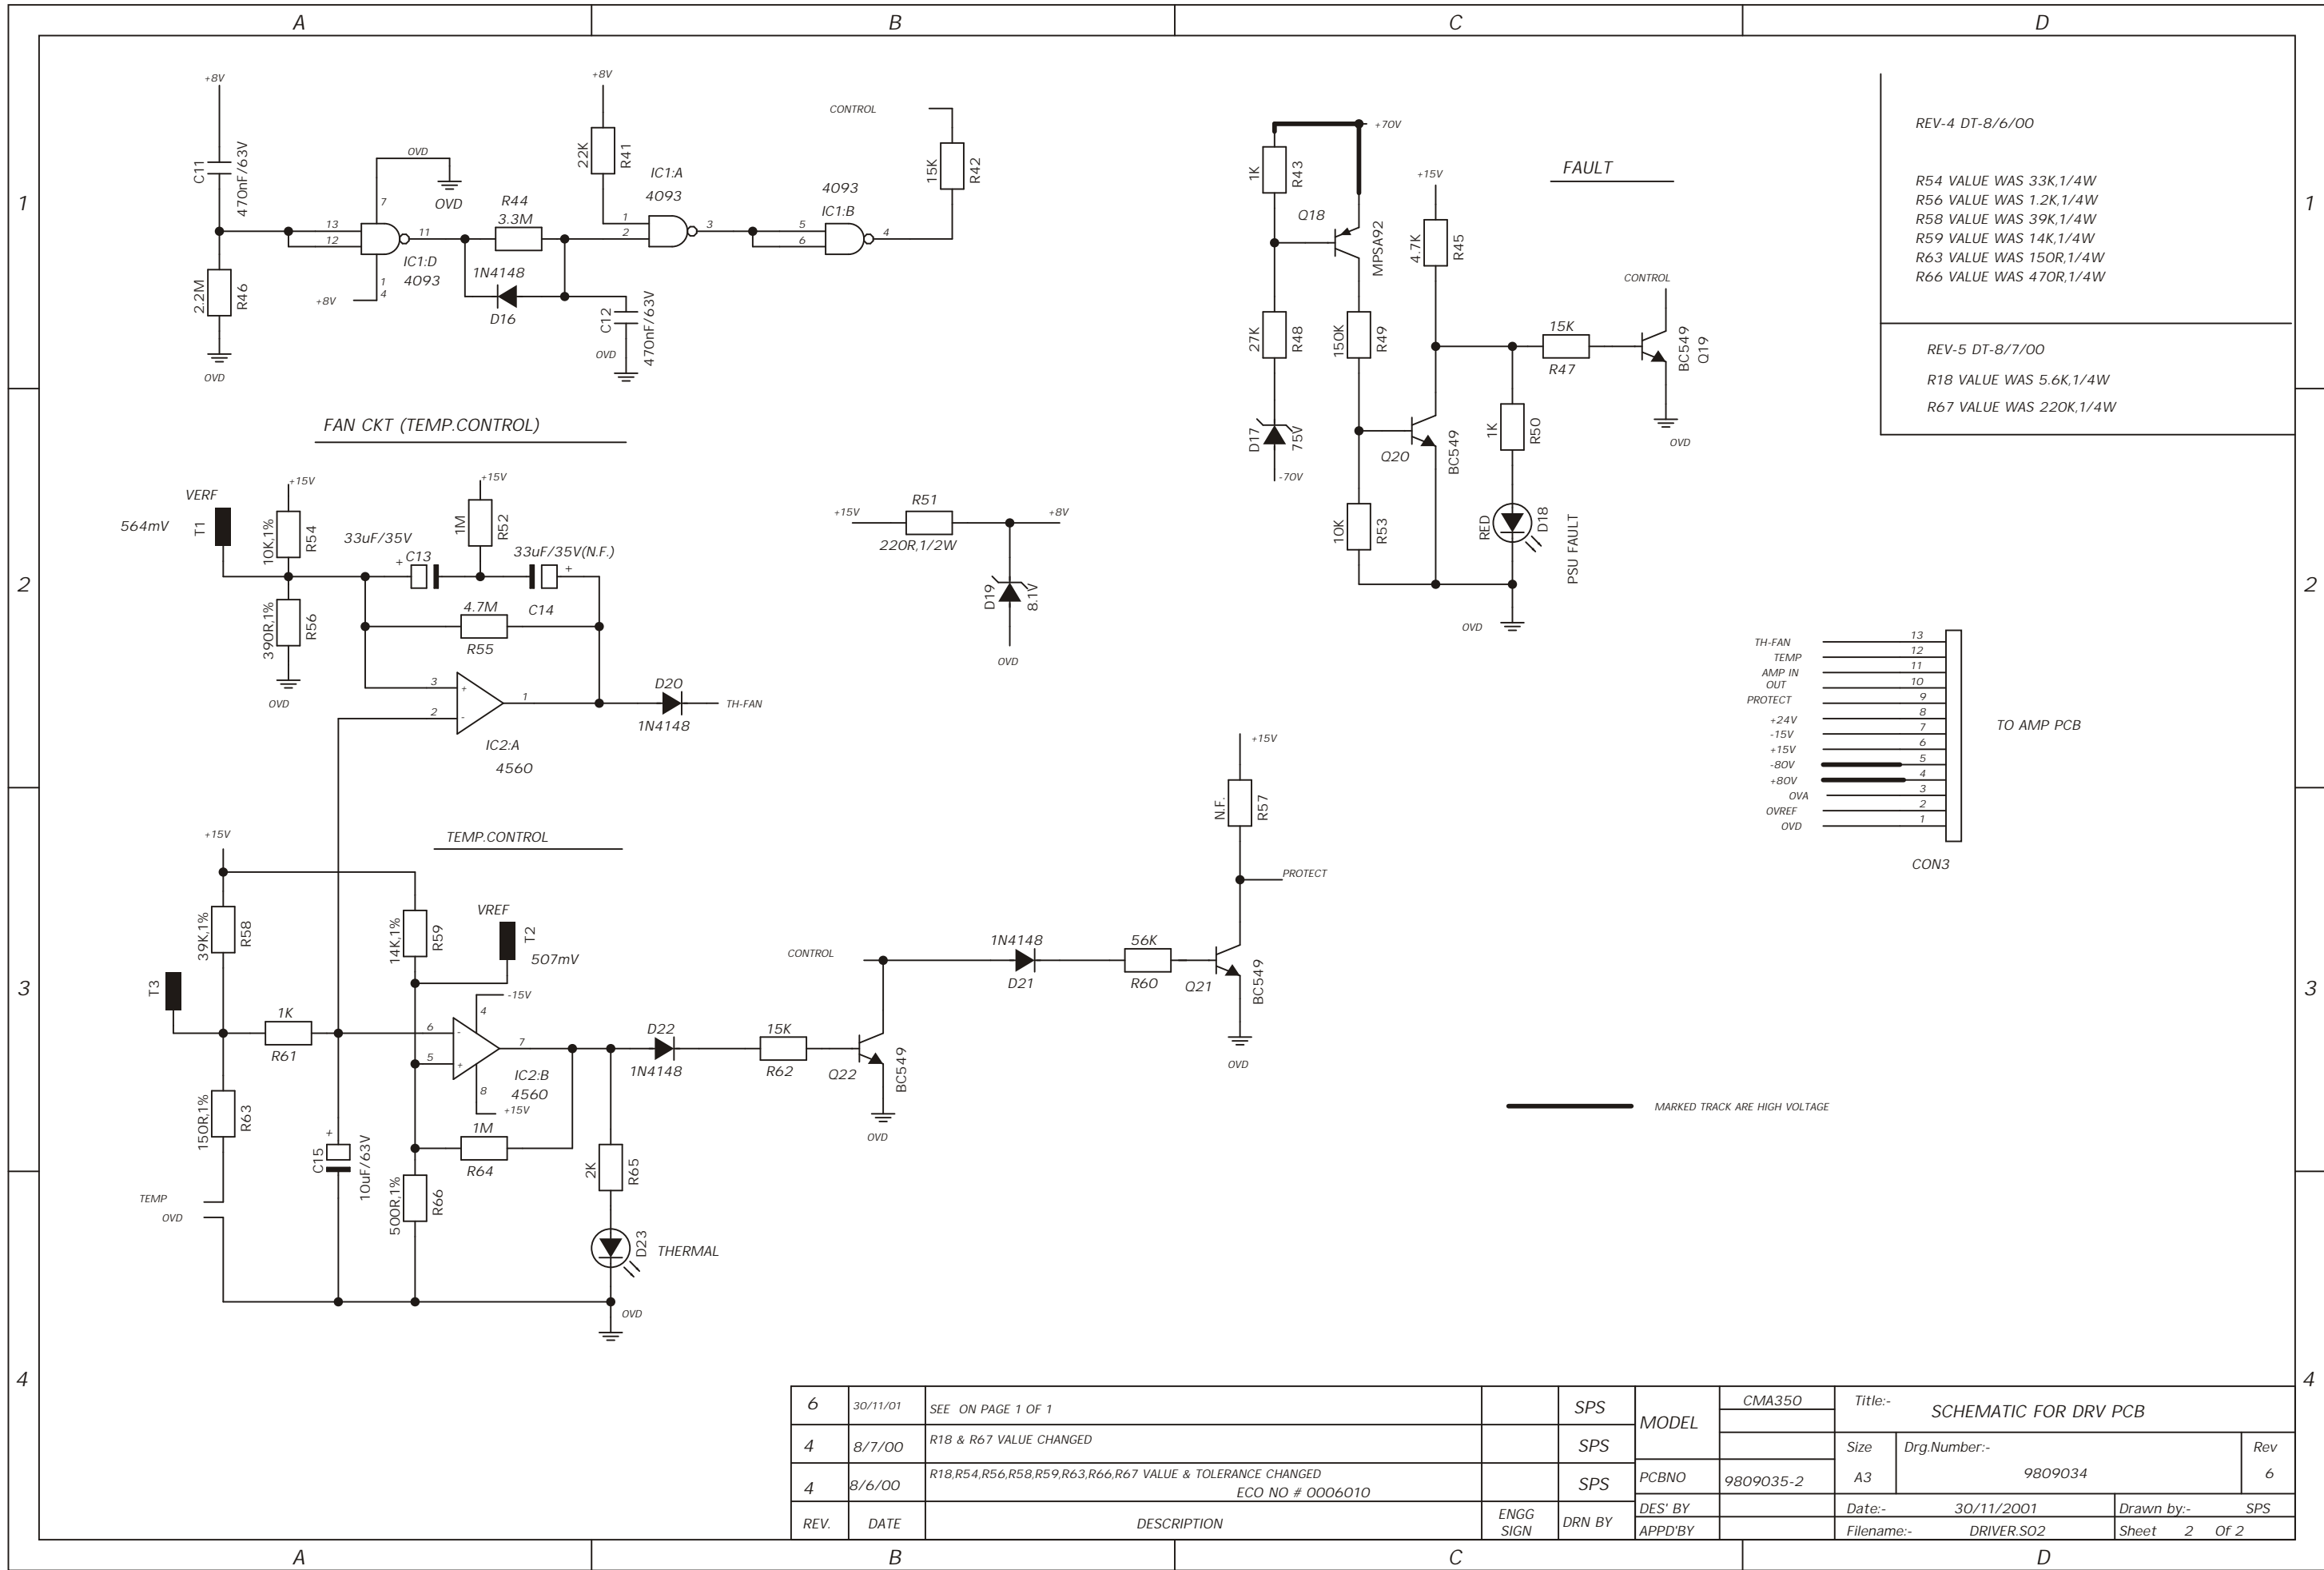 A
B
C
D
1
2
3
4
1
2
3
4
A
B
C
D
+8V
C11
470nF/63V
2.2M
R46
OVD
OVD
OVD
7
13
12
11
IC1:D
4093
1
4
+8V
R44
3.3M
1N4148
D16
C12
470nF/63V
OVD
+8V
22K
R41
IC1:A
4093
1
2
3
4093
IC1:B
5
6
4
CONTROL
15K
R42
+70V
1K
R43
Q18
MPSA92
27K
R48
150K
R49
D17
75V
-70V
10K
R53
Q20
BC549
FAULT
+15V
4.7K
R45
15K
R47
CONTROL
BC549
Q19
OVD
1K
R50
RED
D18
PSU FAULT
OVD
REV-4 DT-8/6/00
R54 VALUE WAS 33K,1/4W
R56 VALUE WAS 1.2K,1/4W
R58 VALUE WAS 39K,1/4W
R59 VALUE WAS 14K,1/4W
R63 VALUE WAS 150R,1/4W
R66 VALUE WAS 470R,1/4W
REV-5 DT-8/7/00
R18 VALUE WAS 5.6K,1/4W
R67 VALUE WAS 220K,1/4W
FAN CKT (TEMP.CONTROL)
VERF
564mV
T1
+15V
10K,1%
R54
390R,1%
R56
OVD
33uF/35V
+
C13
+15V
1M
R52
33uF/35V(N.F.)
+
C14
4.7M
R55
3
+
2
-
1
IC2:A
4560
D20
1N4148
TH-FAN
+15V
R51
220R,1/2W
+8V
D19
8.1V
OVD
TH-FAN 13
TEMP 12
AMP IN 11
OUT 10
PROTECT 9
+24V 8
-15V 7
+15V 6
-80V 5
+80V 4
OVA 3
OVREF 2
OVD 1
TO AMP PCB
CON3
TEMP.CONTROL
+15V
39K,1%
R58
T3
1K
R61
150R,1%
R63
TEMP
OVD
+
C15
10uF/63V
14K,1%
R59
VREF
T2
507mV
-15V
4
6
-
5
+
7
8
+15V
IC2:B
4560
1M
R64
500R,1%
R66
2K
R65
D23
THERMAL
OVD
D22
1N4148
15K
R62
Q22
BC549
OVD
CONTROL
1N4148
D21
56K
R60
Q21
BC549
OVD
+15V
N.F.
R57
PROTECT
MARKED TRACK ARE HIGH VOLTAGE
6 30/11/01 SEE ON PAGE 1 OF 1 SPS
4 8/7/00 R18 & R67 VALUE CHANGED SPS
4 8/6/00 R18,R54,R56,R58,R59,R63,R66,R67 VALUE & TOLERANCE CHANGED SPS
ECO NO # 0006010
REV. DATE DESCRIPTION ENGG SIGN DRN BY
MODEL CMA350
PCBNO 9809035-2
DES' BY
APPD'BY
Title:- SCHEMATIC FOR DRV PCB
Size Drg.Number:- Rev
A3 9809034 6
Date:- 30/11/2001 Drawn by:- SPS
Filename:- DRIVER.S02 Sheet 2 Of 2